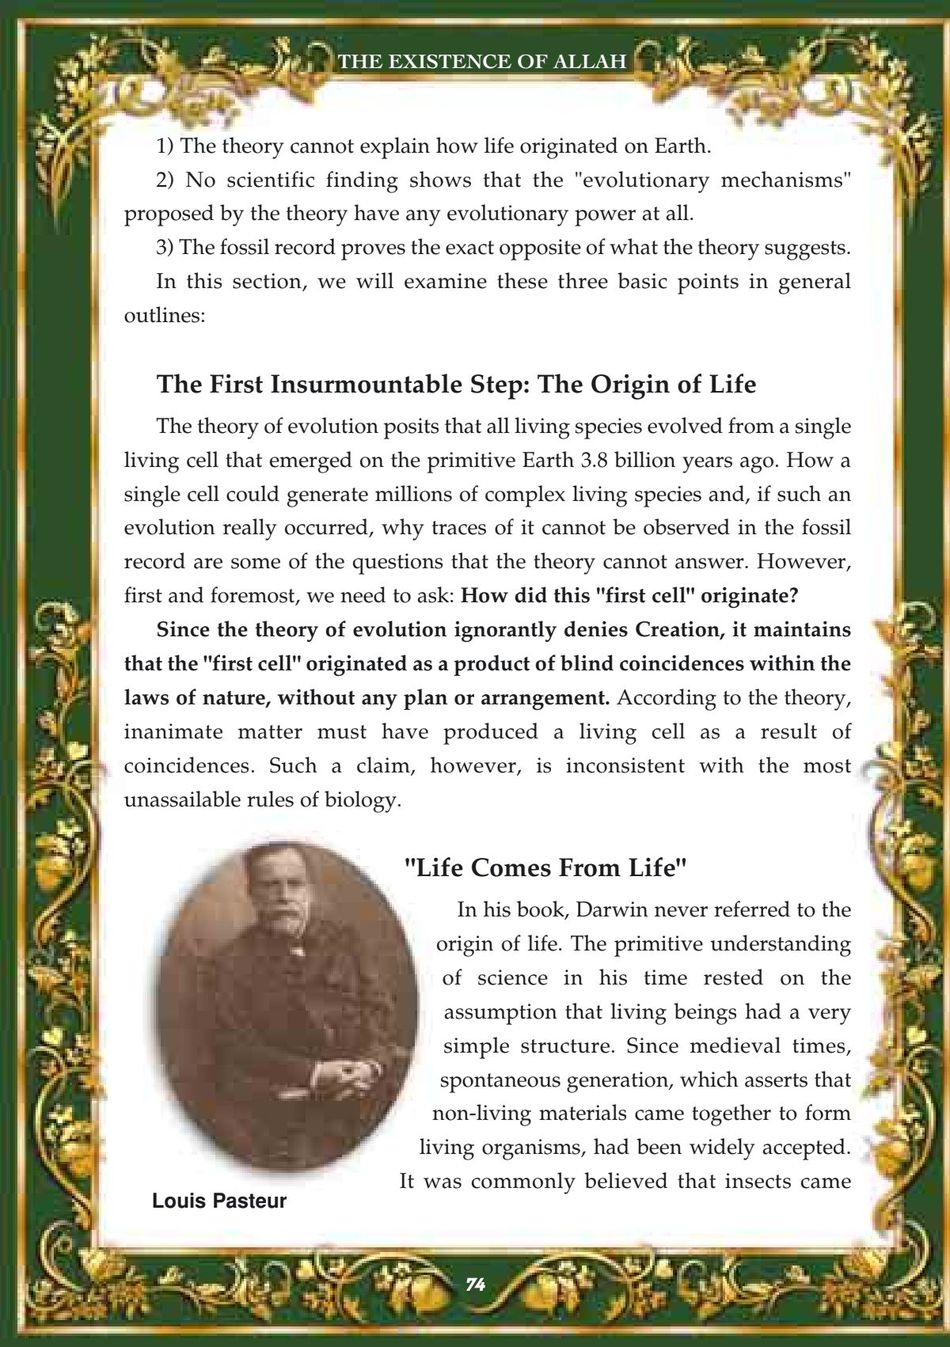 THE EXISTENCE OF ALLAH
1) The theory cannot explain how life originated on Earth.
2) No scientific finding shows that the "evolutionary mechanisms"
proposed by the theory have any evolutionary power at all.
3) The fossil record proves the exact opposite of what the theory suggests.
In this section, we will examine these three basic points in general
outlines:
The First Insurmountable Step: The Origin of Life
The theory of evolution posits that all living species evolved from a single
living cell that emerged on the primitive Earth 3.8 billion years ago. How a
single cell could generate millions of complex living species and, if such an
evolution really occurred, why traces of it cannot be observed in the fossil
record are some of the questions that the theory cannot answer. However,
first and foremost, we need to ask: How did this "first cell" originate?
Since the theory of evolution ignorantly denies Creation, it maintains
that the "first cell" originated as a product of blind coincidences within the
laws of nature, without any plan or arrangement. According to the theory,
inanimate matter must have produced a living cell as a result of
coincidences. Such a claim, however, is inconsistent with the most
unassailable rules of biology.
"Life Comes From Life"
In his book, Darwin never referred to the
origin of life. The primitive understanding
of science in his time rested on the
assumption that living beings had a very
simple structure. Since medieval times,
spontaneous generation, which asserts that
non-living materials came together to form
living organisms, had been widely accepted.
It was commonly believed that insects came
Louis Pasteur
74